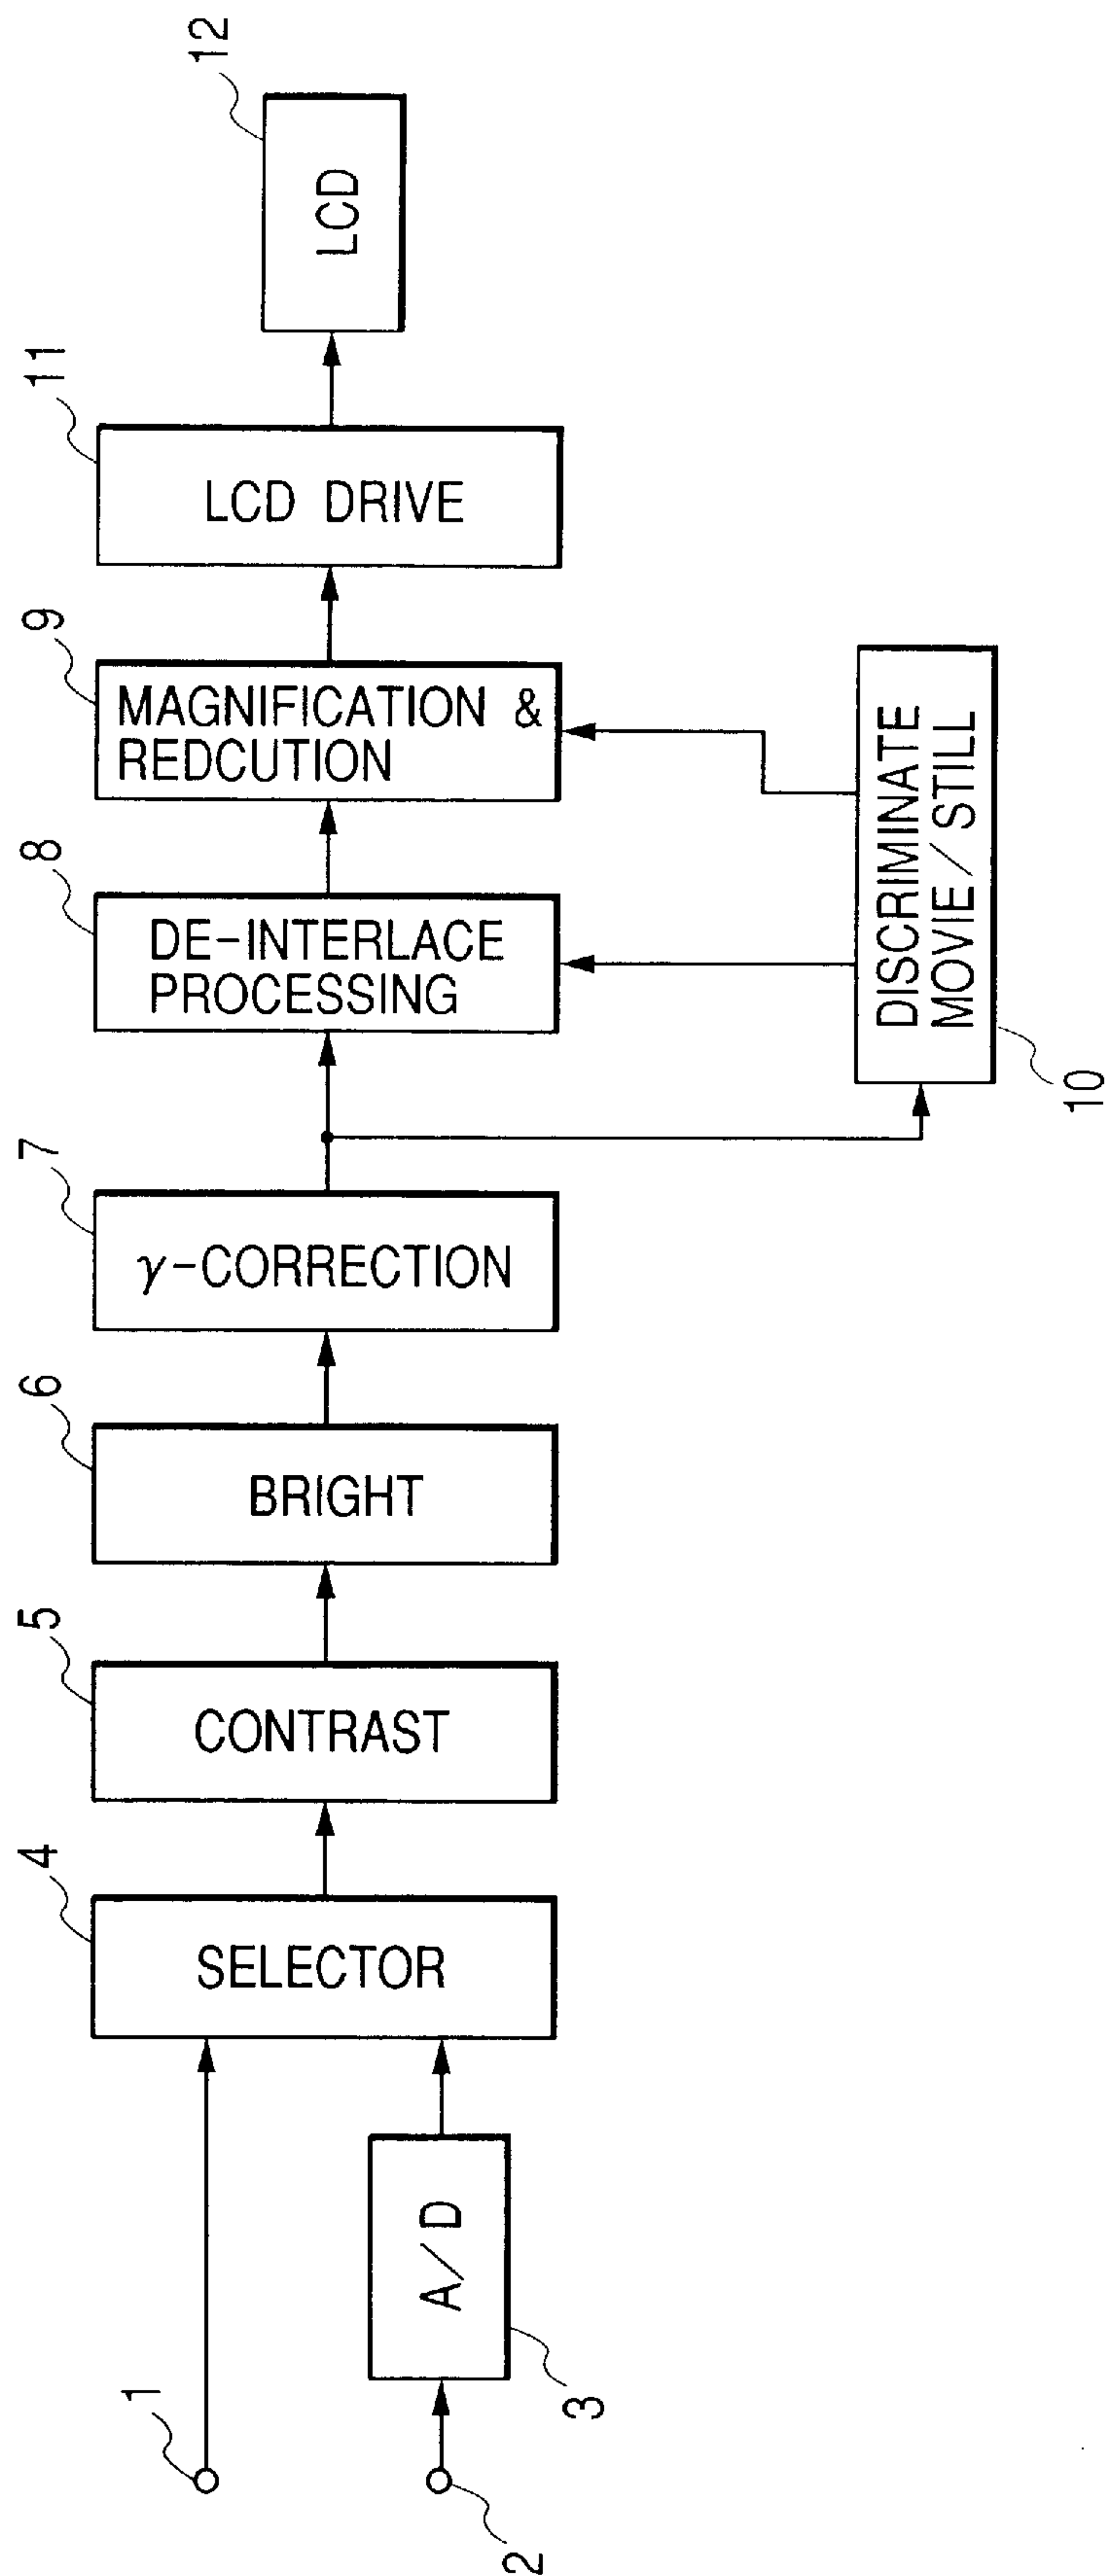 1
2
A/D
3
SELECTOR
4
CONTRAST
5
BRIGHT
6
γ-CORRECTION
7
DE-INTERLACE
PROCESSING
8
MAGNIFICATION &
REDCUTION
9
DISCRIMINATE
MOVIE/STILL
10
LCD DRIVE
11
LCD
12